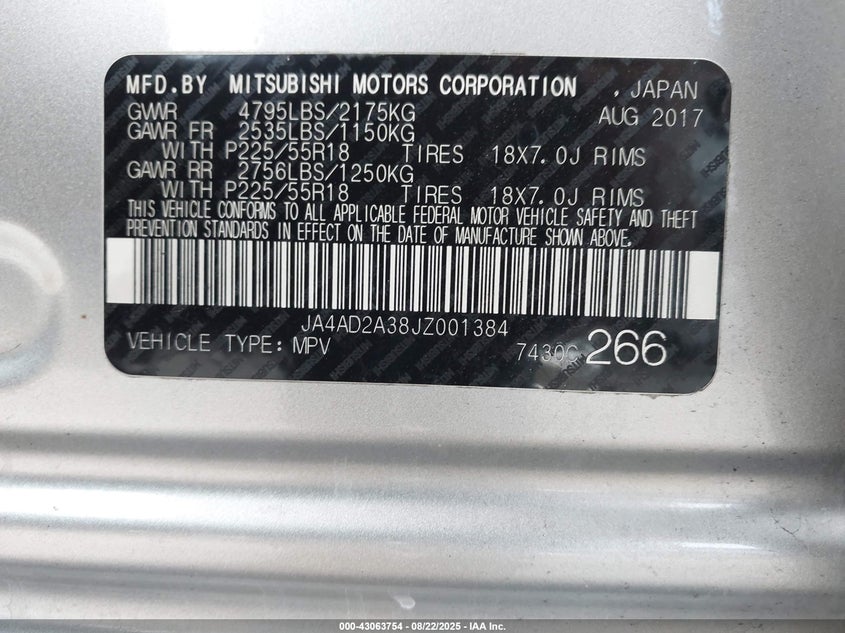 MFD.BY MITSUBISHI MOTORS CORPORATION .JAPAN
GVWR 4795LBS/2175KG AUG 2017
GAWR FR 2535LBS/1150KG
WITH P225/55R18 TIRES 18X7.0J RIMS
GAWR RR 2756LBS/1250KG
WITH P225/55R18 TIRES 18X7.0J RIMS
THIS VEHICLE CONFORMS TO ALL APPLICABLE FEDERAL MOTOR VEHICLE SAFETY AND THEFT
PREVENTION STANDARDS IN EFFECT ON THE DATE OF MANUFACTURE SHOWN ABOVE.
JA4AD2A38JZ001384
VEHICLE TYPE: MPV 7430C 266
000-43063754 - 08/22/2025 - IAA Inc.